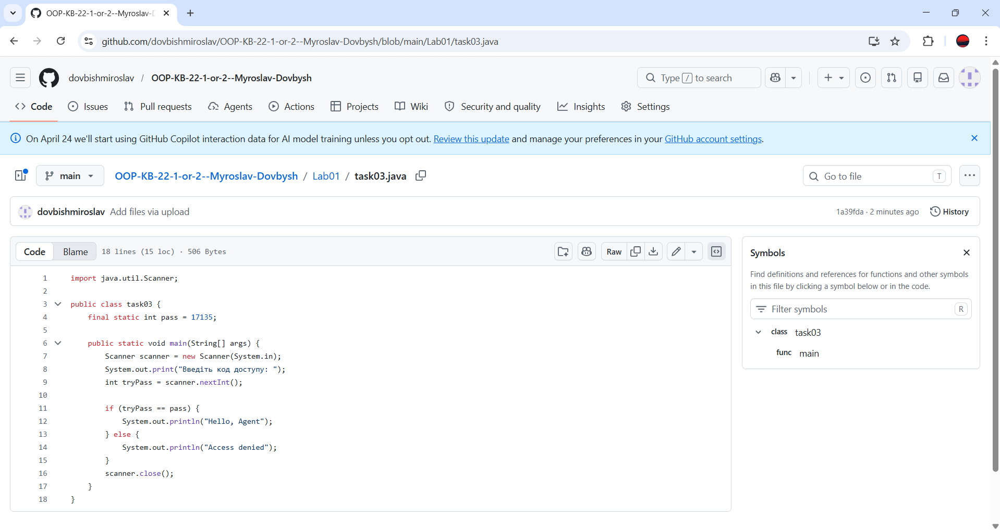 OOP-KB-22-1-or-2--Myroslav-D
github.com/dovbishmiroslav/OOP-KB-22-1-or-2--Myroslav-Dovbysh/blob/main/Lab01/task03.java
dovbishmiroslav / OOP-KB-22-1-or-2--Myroslav-Dovbysh
Type / to search
Code Issues Pull requests Agents Actions Projects Wiki Security and quality Insights Settings
On April 24 we'll start using GitHub Copilot interaction data for AI model training unless you opt out. Review this update and manage your preferences in your GitHub account settings.
main OOP-KB-22-1-or-2--Myroslav-Dovbysh / Lab01 / task03.java
Go to file T
dovbishmiroslav Add files via upload
1a39fda · 2 minutes ago History
Code Blame 18 lines (15 loc) · 506 Bytes
Raw
1 import java.util.Scanner;
2
3 public class task03 {
4 final static int pass = 17135;
5
6 public static void main(String[] args) {
7 Scanner scanner = new Scanner(System.in);
8 System.out.print("Введіть код доступу: ");
9 int tryPass = scanner.nextInt();
10
11 if (tryPass == pass) {
12 System.out.println("Hello, Agent");
13 } else {
14 System.out.println("Access denied");
15 }
16 scanner.close();
17 }
18 }
Symbols
Find definitions and references for functions and other symbols
in this file by clicking a symbol below or in the code.
Filter symbols R
class task03
func main